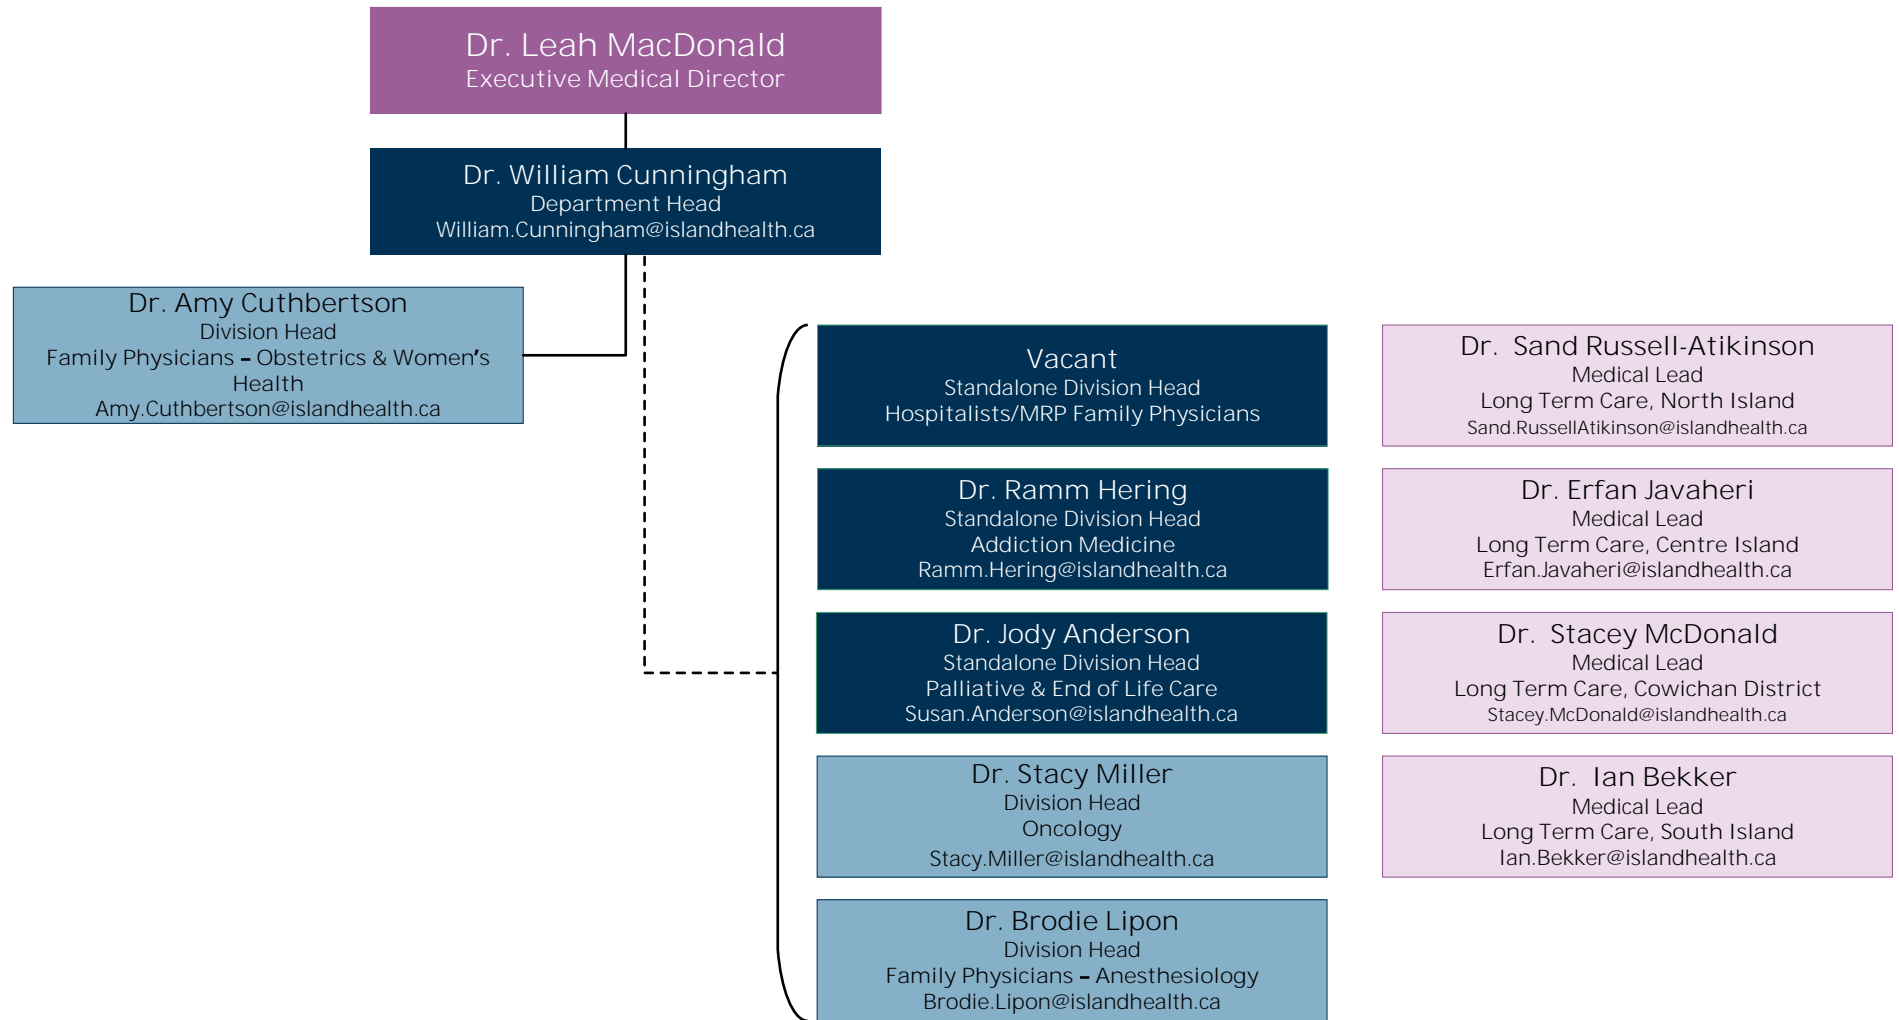 Dr. Leah MacDonald
Executive Medical Director
Dr. William Cunningham
Department Head
William.Cunningham@islandhealth.ca
Dr. Amy Cuthbertson
Division Head
Family Physicians – Obstetrics & Women's
Health
Amy.Cuthbertson@islandhealth.ca
Vacant
Standalone Division Head
Hospitalists/MRP Family Physicians
Dr. Ramm Hering
Standalone Division Head
Addiction Medicine
Ramm.Hering@islandhealth.ca
Dr. Jody Anderson
Standalone Division Head
Palliative & End of Life Care
Susan.Anderson@islandhealth.ca
Dr. Stacy Miller
Division Head
Oncology
Stacy.Miller@islandhealth.ca
Dr. Brodie Lipon
Division Head
Family Physicians – Anesthesiology
Brodie.Lipon@islandhealth.ca
Dr. Sand Russell-Atikinson
Medical Lead
Long Term Care, North Island
Sand.RussellAtikinson@islandhealth.ca
Dr. Erfan Javaheri
Medical Lead
Long Term Care, Centre Island
Erfan.Javaheri@islandhealth.ca
Dr. Stacey McDonald
Medical Lead
Long Term Care, Cowichan District
Stacey.McDonald@islandhealth.ca
Dr. Ian Bekker
Medical Lead
Long Term Care, South Island
Ian.Bekker@islandhealth.ca